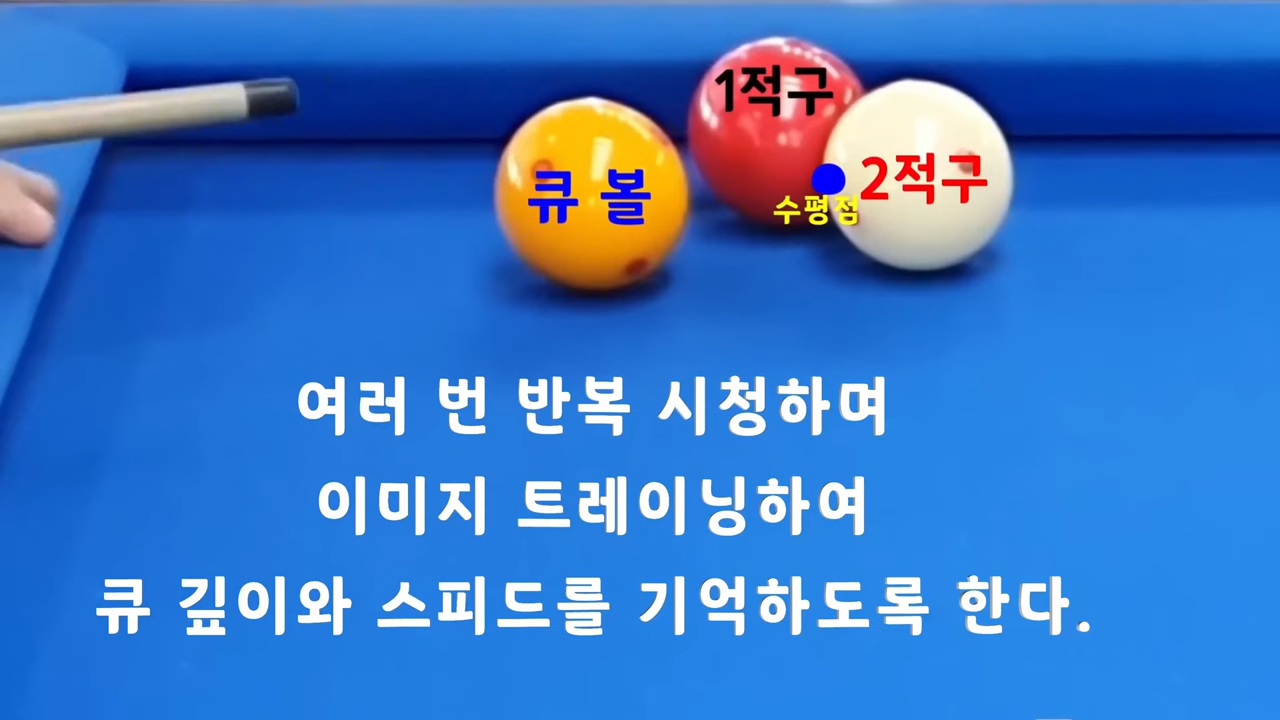 1적구
큐 볼
2적구
수평점
여러 번 반복 시청하며
이미지 트레이닝하여
큐 깊이와 스피드를 기억하도록 한다.